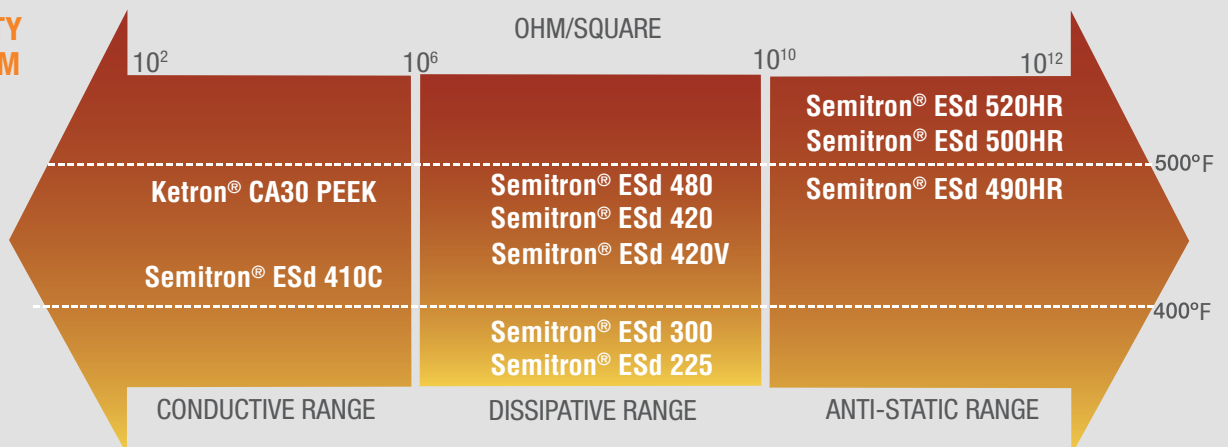 OHM/SQUARE
10² 10⁶ 10¹⁰ 10¹²
Semitron® ESd 520HR
Semitron® ESd 500HR
500°F
Ketron® CA30 PEEK
Semitron® ESd 480
Semitron® ESd 490HR
Semitron® ESd 420
Semitron® ESd 420V
Semitron® ESd 410C
400°F
Semitron® ESd 300
Semitron® ESd 225
CONDUCTIVE RANGE
DISSIPATIVE RANGE
ANTI-STATIC RANGE